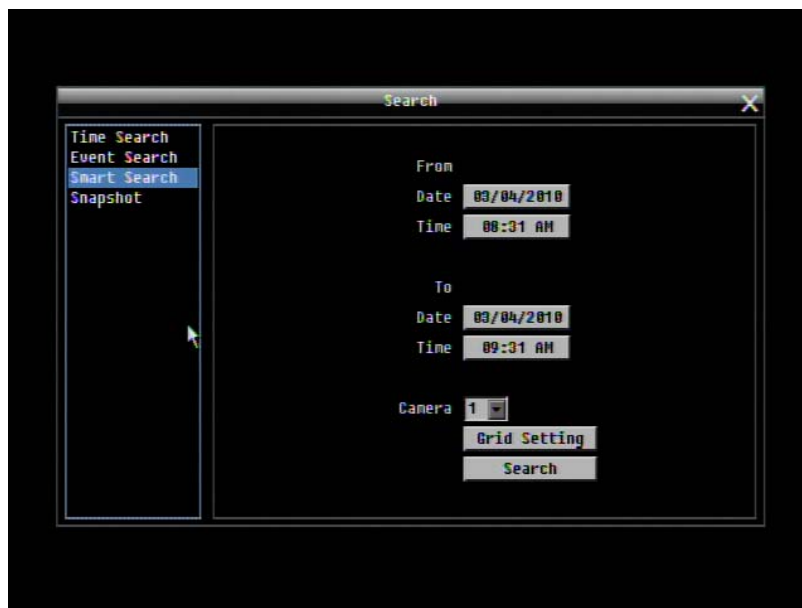 Search X
Time Search
Event Search
Smart Search
Snapshot
From
Date 03/04/2010
Time 08:31 AM
To
Date 03/04/2010
Time 09:31 AM
Camera 1
Grid Setting
Search